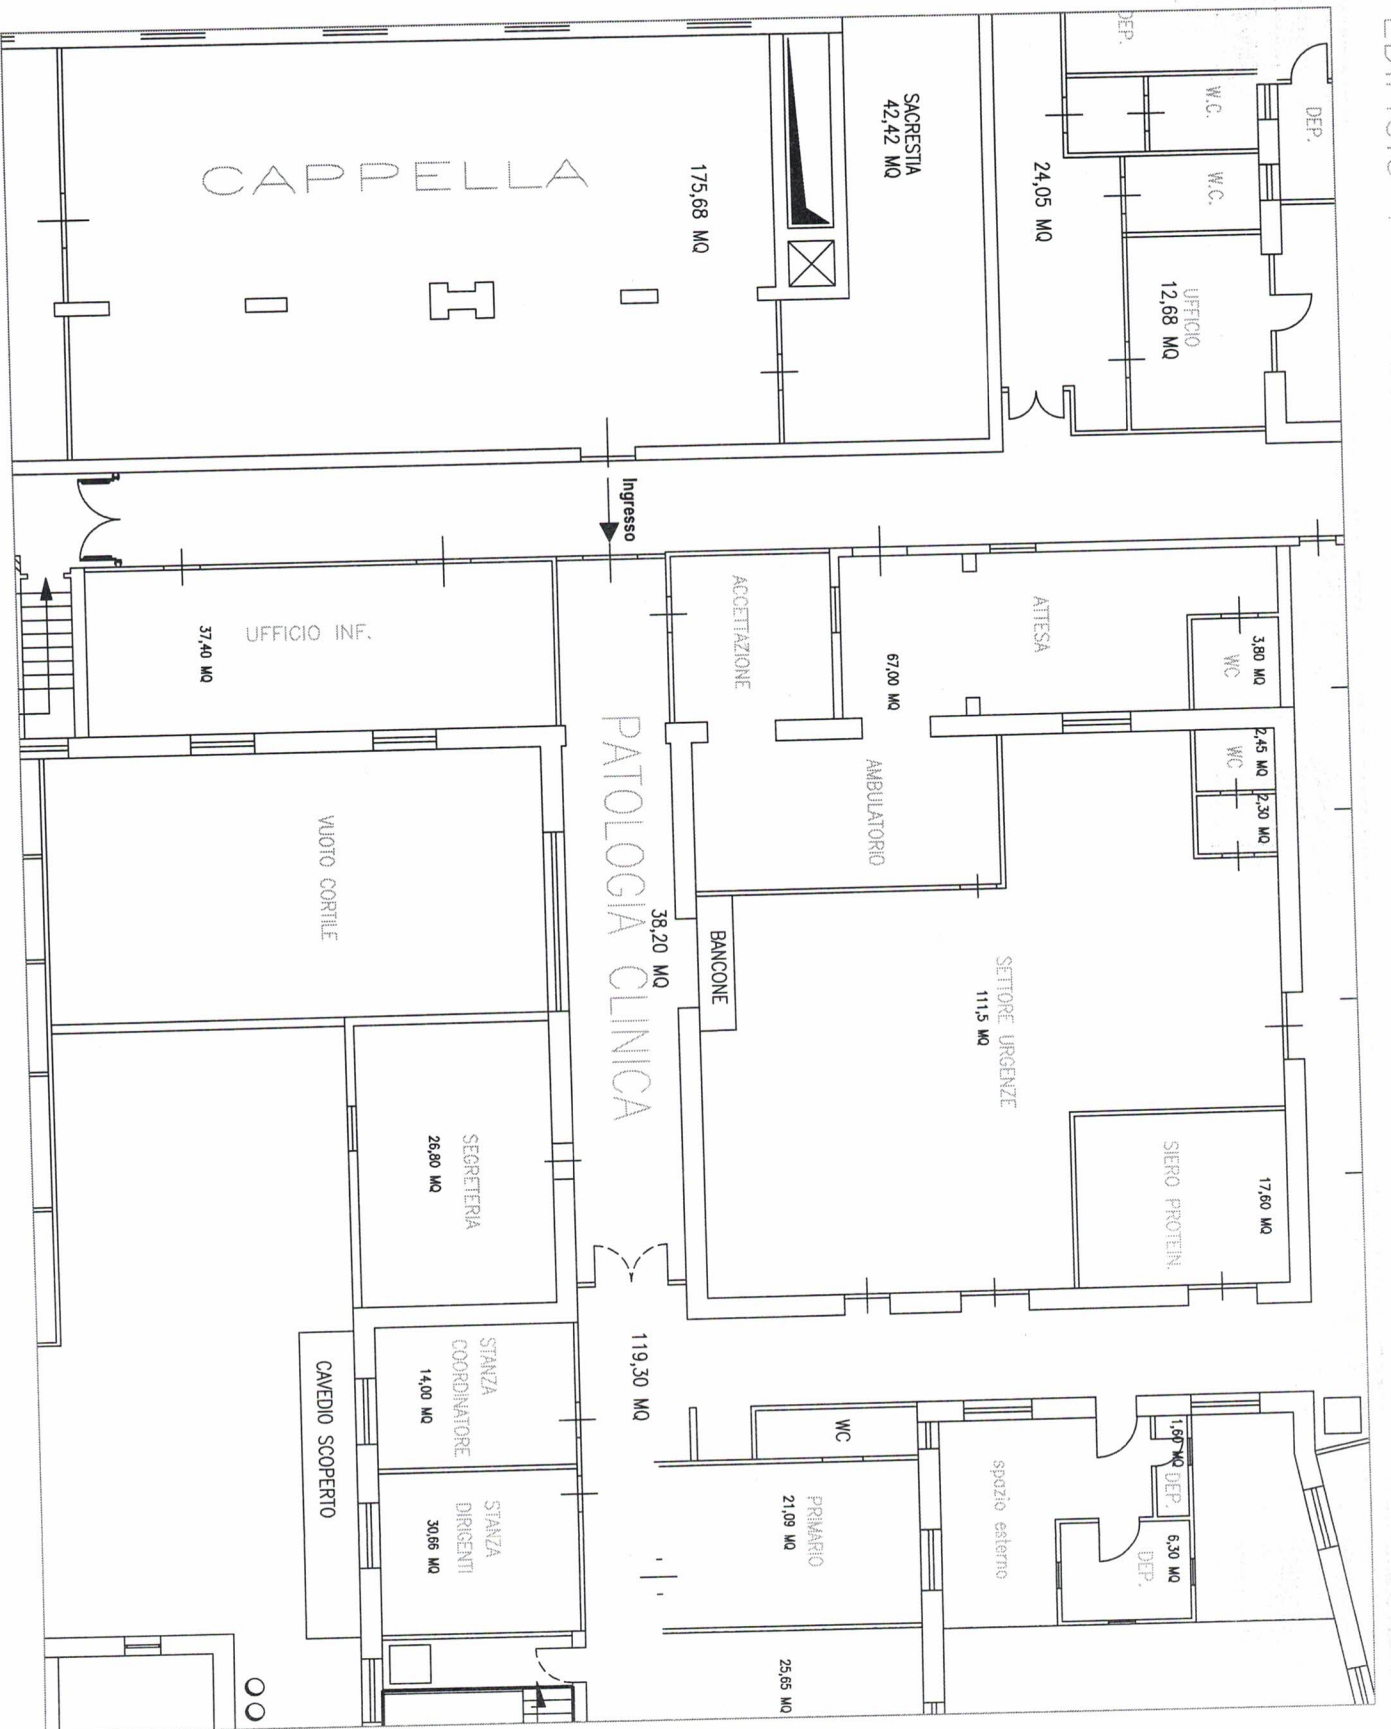 DEP.
W.C.
DEP.
W.C.
SACRESTIA
42,42 MQ
24,05 MQ
CAPPELLA
175,68 MQ
UFFICIO
12,68 MQ
Ingresso
UFFICIO INF.
37,40 MQ
ACCETTAZIONE
ATTESA
67,00 MQ
3,80 MQ
WC
2,45 MQ
WC
2,30 MQ
AMBULATORIO
PATOLOGIA CLINICA
38,20 MQ
VUOTO CORTILE
BANCONE
SETTORE URGENZE
111,5 MQ
SEGRETERIA
26,80 MQ
SIERO PROTEIN.
17,60 MQ
119,30 MQ
STANZA
COORDINATORE
14,00 MQ
CAVEDIO SCOPERTO
WC
STANZA
DIRIGENTI
30,66 MQ
PRIMARIO
21,09 MQ
spazio esterno
1,60 MQ
DEP.
6,30 MQ
DEP.
25,65 MQ